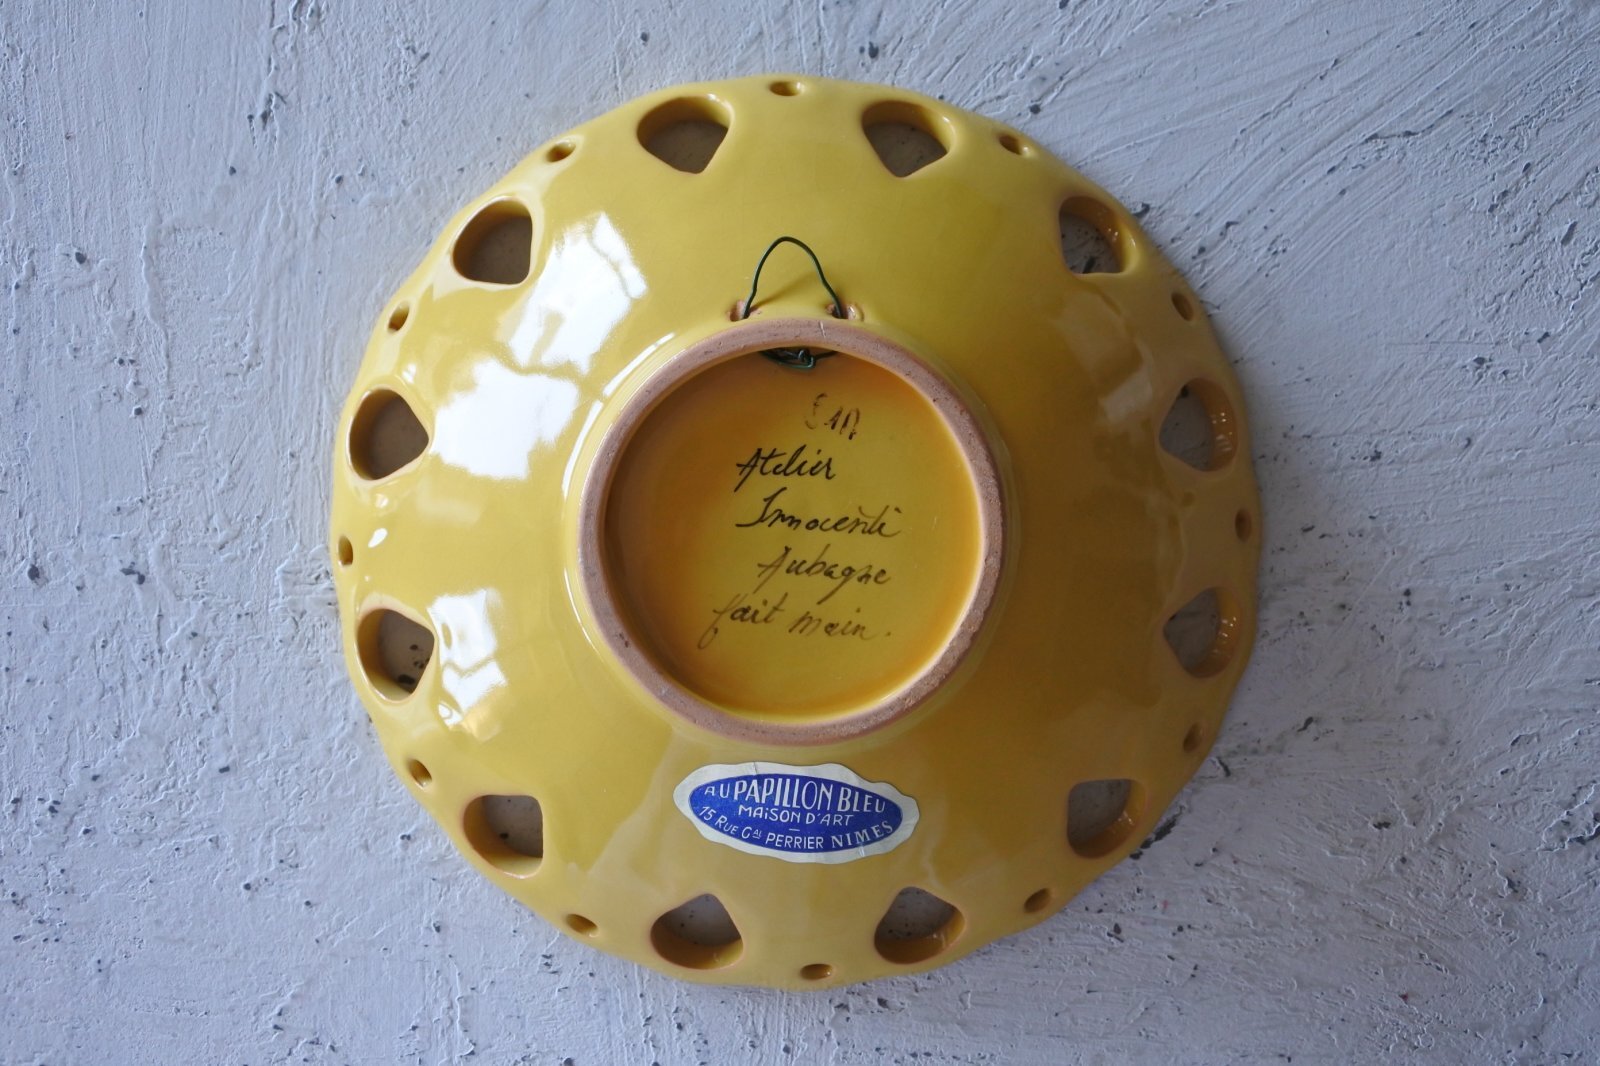 Atelier
Innocenti
Aubagne
fait main.
AU PAPILLON BLEU
MAISON D'ART
15 RUE Gal PERRIER NIMES